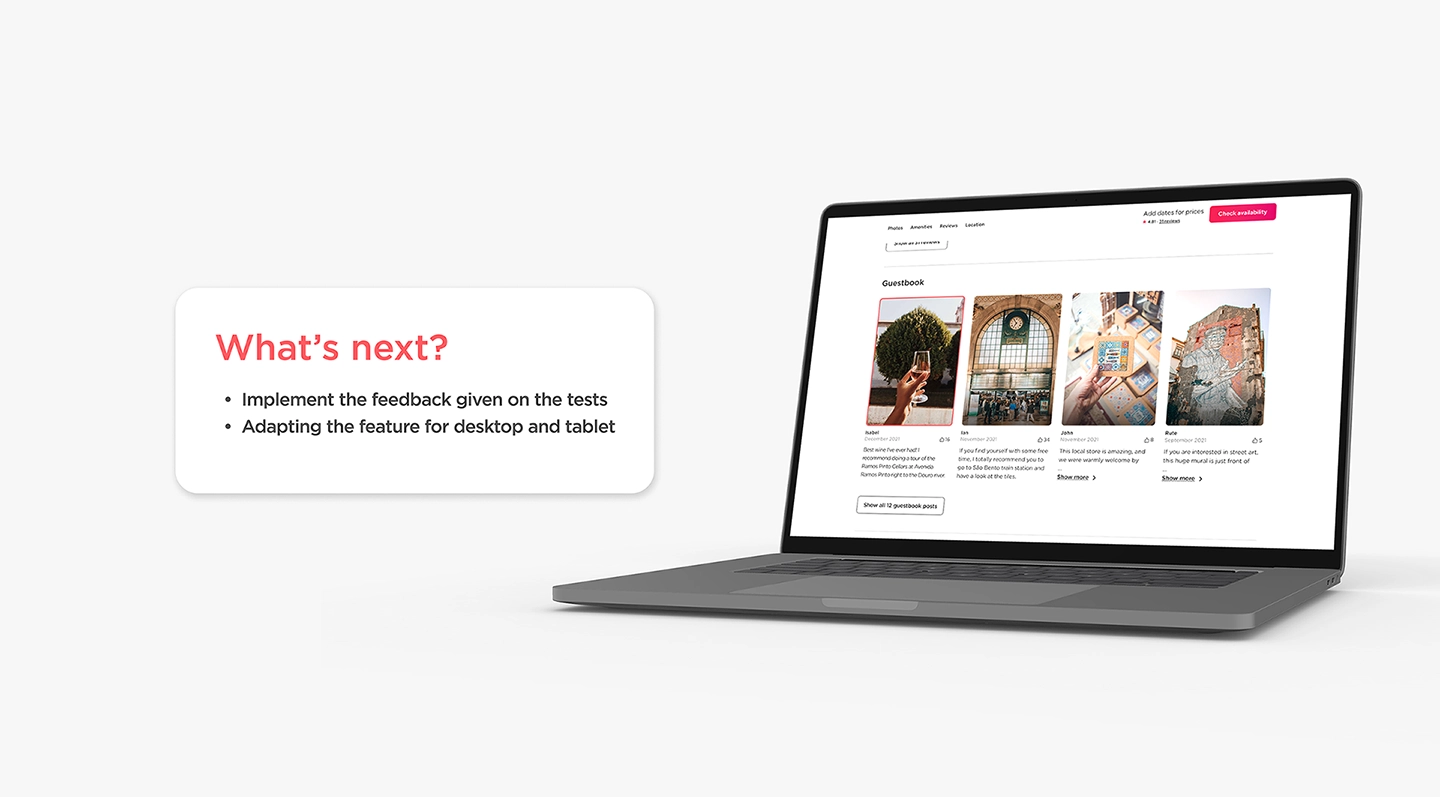 What's next?
• Implement the feedback given on the tests
• Adapting the feature for desktop and tablet
Photos Amenities Reviews Location
Add dates for prices
4.81 · 31 reviews
Check availability
Guestbook
Isabel
December 2021
16
Best wine I've ever had! I
recommend doing a tour of the
Ramos Pinto Cellars at Avenida
Ramos Pinto right to the Douro river.
Ian
November 2021
34
If you find yourself with some free
time, I totally recommend you to
go to São Bento train station and
have a look at the tiles.
John
November 2021
8
This local store is amazing, and
we were warmly welcome by
...
Show more
Rute
September 2021
5
If you are interested in street art,
this huge mural is just front of
...
Show more
Show all 12 guestbook posts